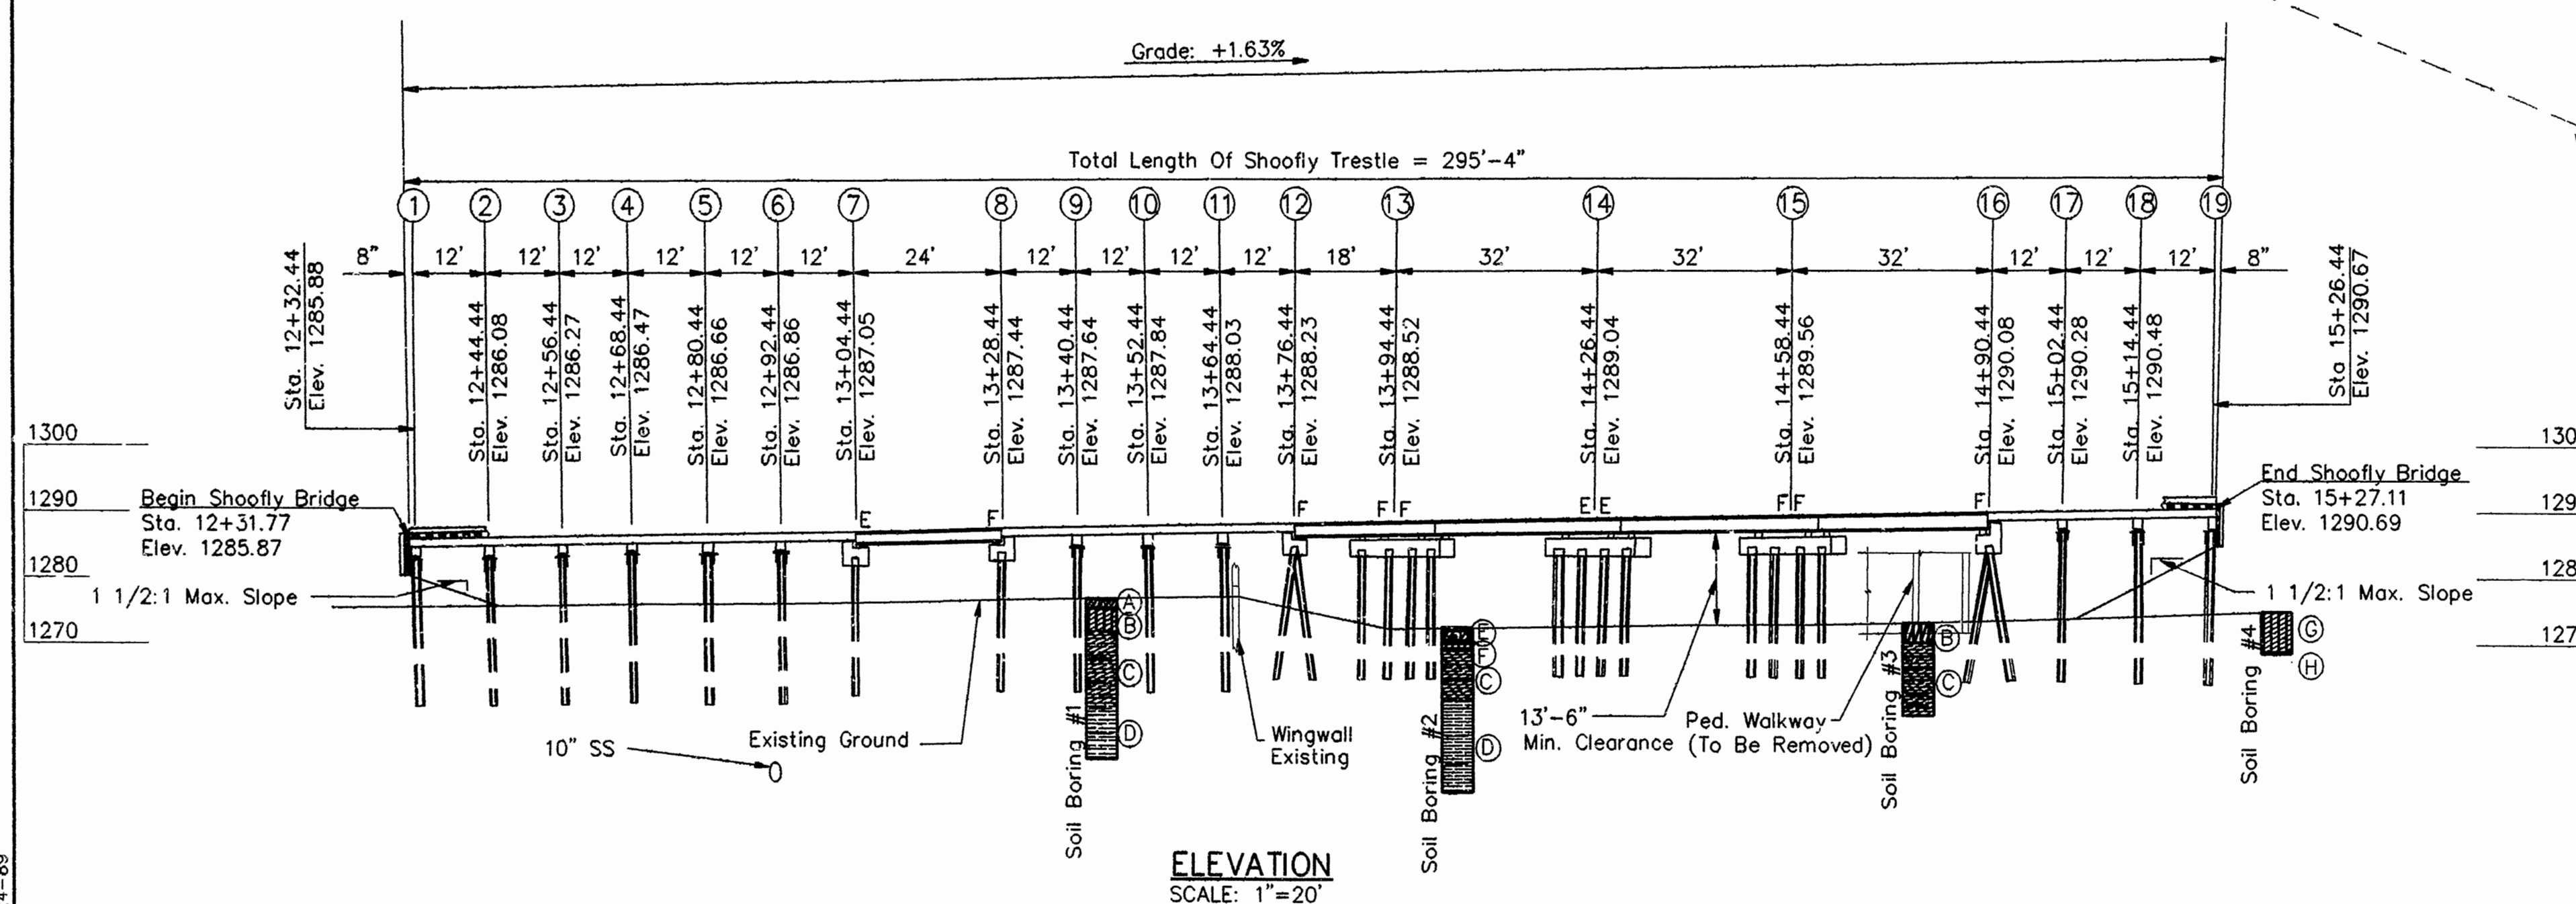 Grade: +1.63%
Total Length Of Shoofly Trestle = 295'-4"
1 2 3 4 5 6 7 8 9 10 11 12 13 14 15 16 17 18 19
8" 12' 12' 12' 12' 12' 12' 24' 12' 12' 12' 12' 18' 32' 32' 32' 12' 12' 12' 8"
Sta. 12+32.44
Elev. 1285.88
Sta. 12+44.44
Elev. 1286.08
Sta. 12+56.44
Elev. 1286.27
Sta. 12+68.44
Elev. 1286.47
Sta. 12+80.44
Elev. 1286.66
Sta. 12+92.44
Elev. 1286.86
Sta. 13+04.44
Elev. 1287.05
Sta. 13+28.44
Elev. 1287.44
Sta. 13+40.44
Elev. 1287.64
Sta. 13+52.44
Elev. 1287.84
Sta. 13+64.44
Elev. 1288.03
Sta. 13+76.44
Elev. 1288.23
Sta. 13+94.44
Elev. 1288.52
Sta. 14+26.44
Elev. 1289.04
Sta. 14+58.44
Elev. 1289.56
Sta. 14+90.44
Elev. 1290.08
Sta. 15+02.44
Elev. 1290.28
Sta. 15+14.44
Elev. 1290.48
Sta 15+26.44
Elev. 1290.67
1300
1290
1280
1270
130
129
128
127
Begin Shoofly Bridge
Sta. 12+31.77
Elev. 1285.87
End Shoofly Bridge
Sta. 15+27.11
Elev. 1290.69
E F F F F E E F F F
1 1/2:1 Max. Slope
1 1/2:1 Max. Slope
10" SS
Existing Ground
Soil Boring #1
A
B
C
D
Wingwall
Existing
Soil Boring #2
E
F
C
D
13'-6"
Min. Clearance
Ped. Walkway
(To Be Removed)
Soil Boring #3
B
C
Soil Boring #4
G
H
ELEVATION
SCALE: 1"=20'